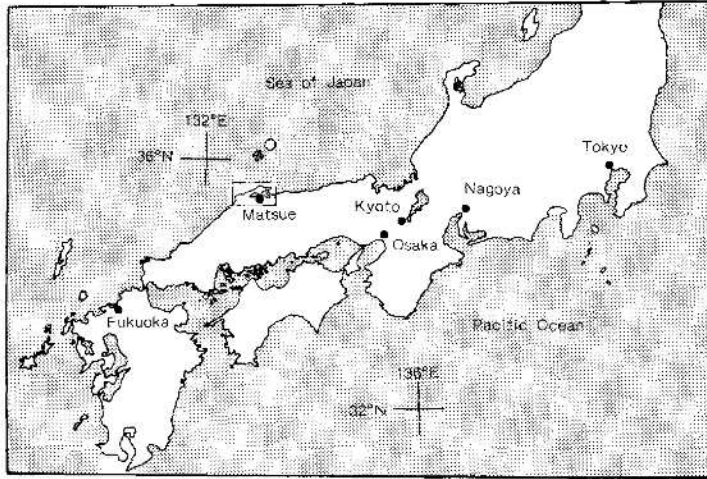 Sea of Japan
132°E
36°N
Tokyo
Matsue
Kyoto
Nagoya
Osaka
Fukuoka
Pacific Ocean
136°E
32°N